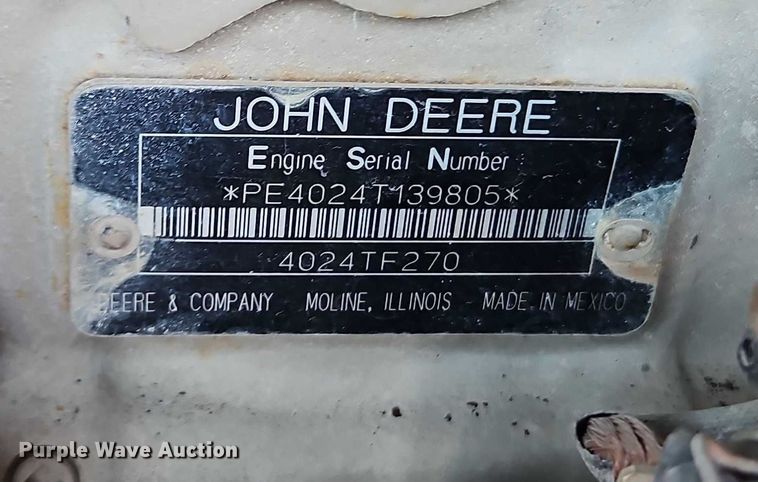 JOHN DEERE
Engine Serial Number
*PE4024T139805*
4024TF270
DEERE & COMPANY MOLINE, ILLINOIS - MADE IN MEXICO
Purple Wave Auction